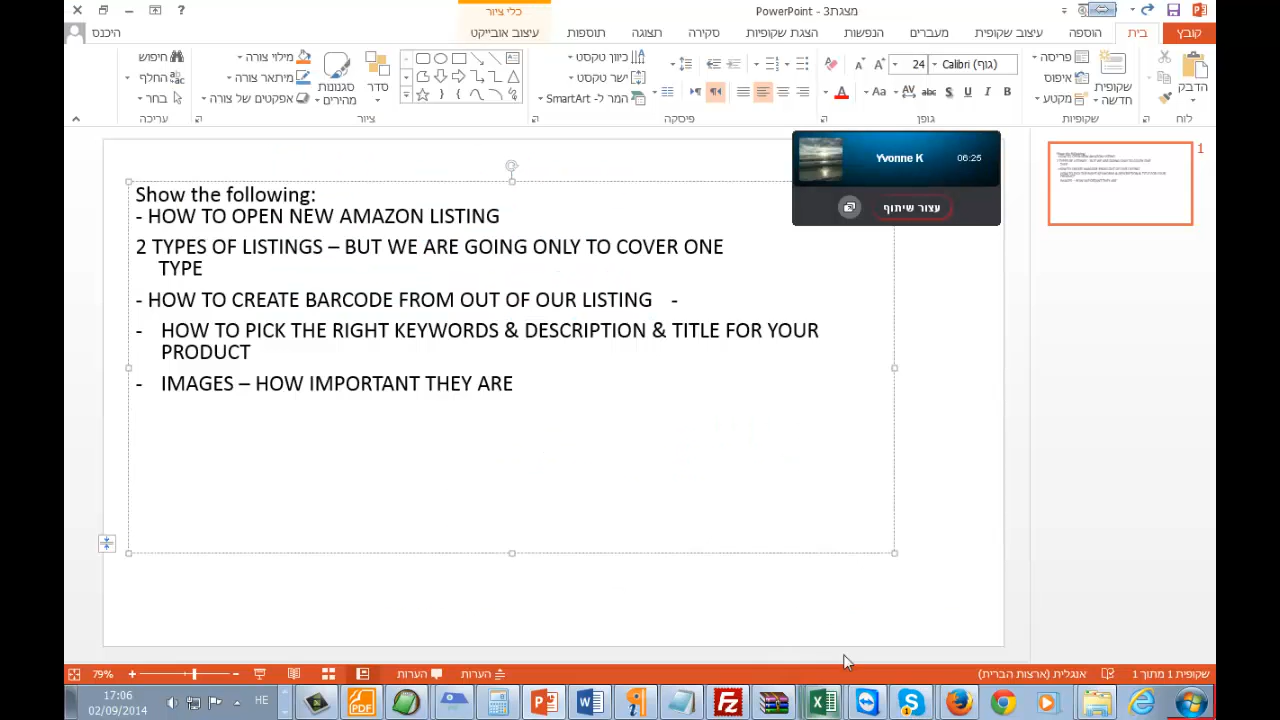 מצגת3 - PowerPoint
כלי ציור
קובץ
בית
הוספה
עיצוב שקופית
מעברים
הנפשות
הצגת שקופיות
סקירה
תצוגה
תוספות
עיצוב אובייקט
היכנס
הדבק
לוח
שקופית
חדשה
פריסה
איפוס
מקטע
שקופיות
Calibri (גוף)
24
גופן
כיוון טקסט
ישר טקסט
המר ל- SmartArt
פיסקה
סדר
סגנונות
מהירים
מילוי צורה
מיתאר צורה
אפקטים של צורה
ציור
חיפוש
החלף
בחר
עריכה
Yvonne K
06:25
עצור שיתוף
Show the following:
- HOW TO OPEN NEW AMAZON LISTING
2 TYPES OF LISTINGS – BUT WE ARE GOING ONLY TO COVER ONE
TYPE
- HOW TO CREATE BARCODE FROM OUT OF OUR LISTING -
- HOW TO PICK THE RIGHT KEYWORDS & DESCRIPTION & TITLE FOR YOUR
PRODUCT
- IMAGES – HOW IMPORTANT THEY ARE
1
שקופית 1 מתוך 1
אנגלית (ארצות הברית)
הערות
הערות
79%
HE
17:06
02/09/2014